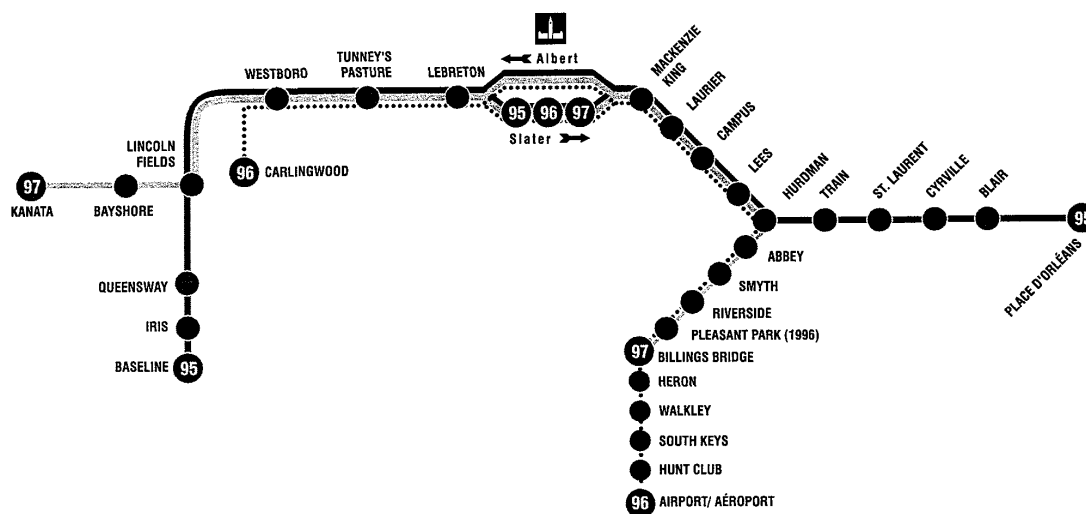 Albert
95 96 97
Slater
WESTBORO
TUNNEY'S
PASTURE
LEBRETON
MACKENZIE
KING
LAURIER
CAMPUS
LEES
HURDMAN
TRAIN
ST. LAURENT
CYRVILLE
BLAIR
PLACE D'ORLÉANS
LINCOLN
FIELDS
96
CARLINGWOOD
97
KANATA
BAYSHORE
QUEENSWAY
IRIS
BASELINE
95
ABBEY
SMYTH
RIVERSIDE
PLEASANT PARK (1996)
97
BILLINGS BRIDGE
HERON
WALKLEY
SOUTH KEYS
HUNT CLUB
96
AIRPORT/ AÉROPORT